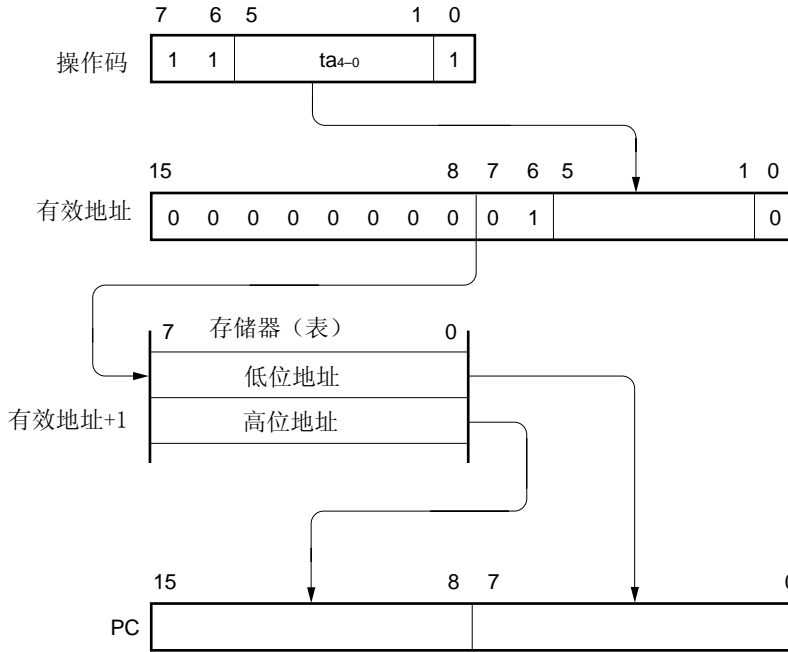 7 6 5 1 0
操作码 1 1 ta4–0 1
15 8 7 6 5 1 0
有效地址 0 0 0 0 0 0 0 0 0 1 0
7 存储器（表） 0
低位地址
有效地址+1 高位地址
15 8 7 0
PC